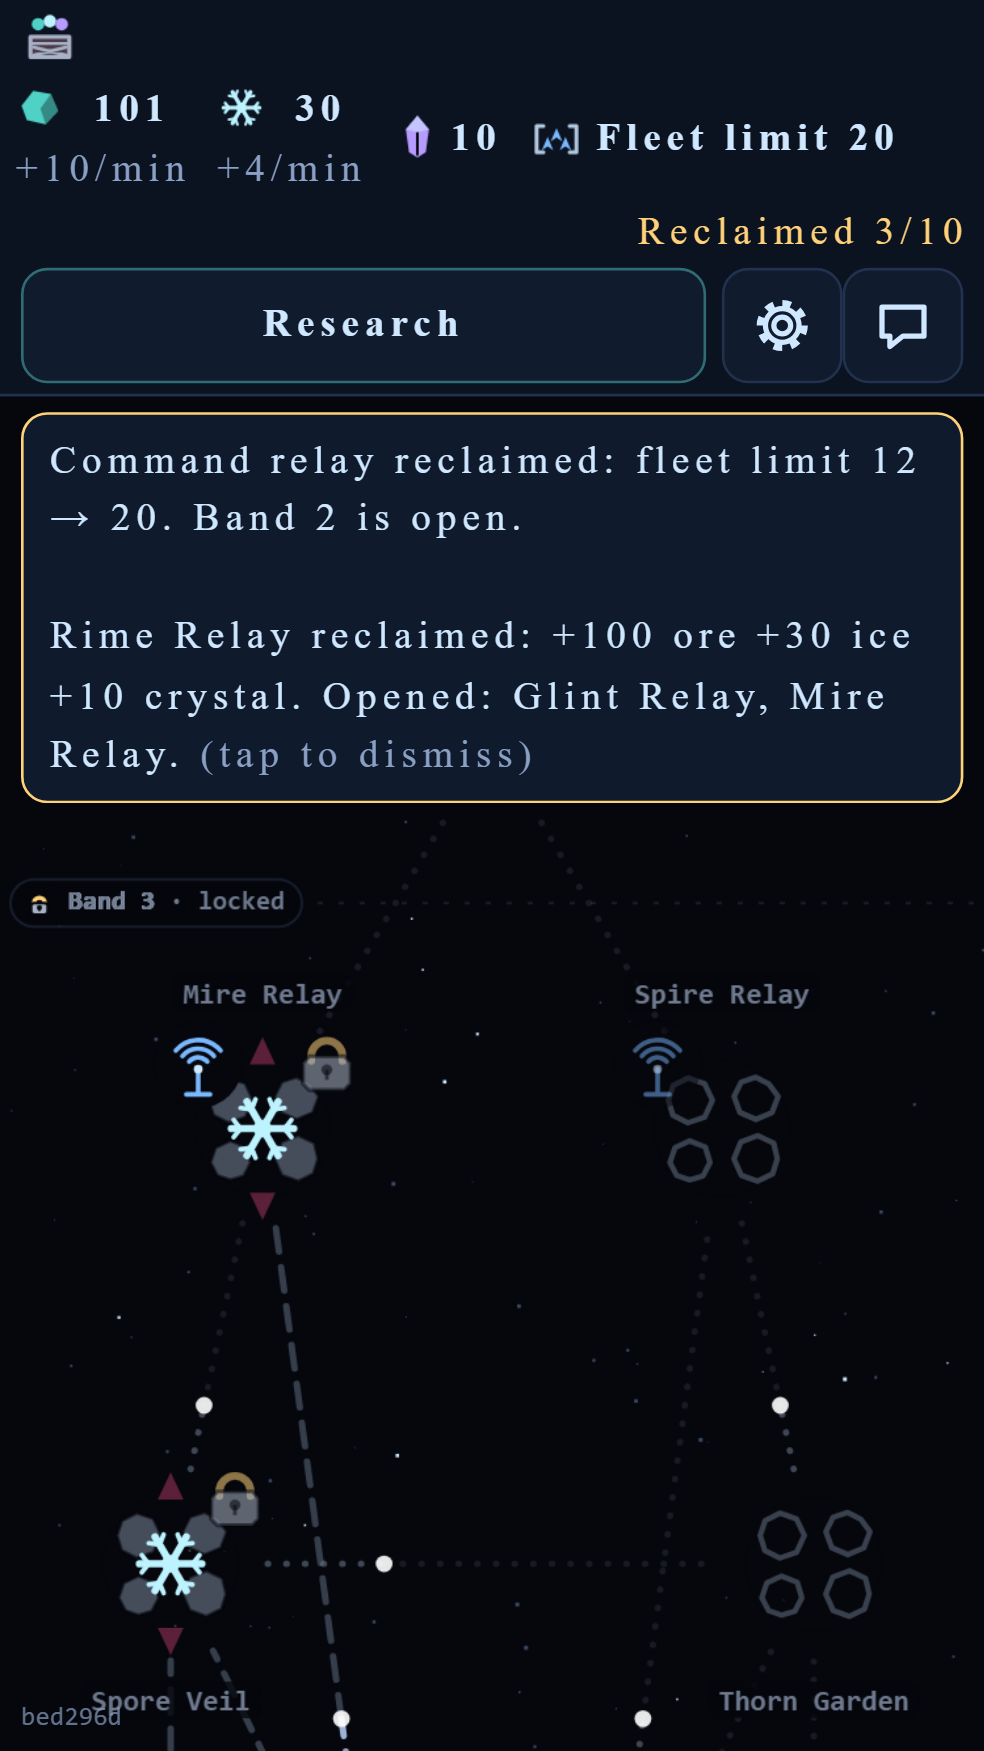 101
30
+10/min
+4/min
10
Fleet limit 20
Reclaimed 3/10
Research
Command relay reclaimed: fleet limit 12
→ 20. Band 2 is open.
Rime Relay reclaimed: +100 ore +30 ice
+10 crystal. Opened: Glint Relay, Mire
Relay. (tap to dismiss)
Band 3 · locked
Mire Relay
Spire Relay
Spore Veil
Thorn Garden
bed296d